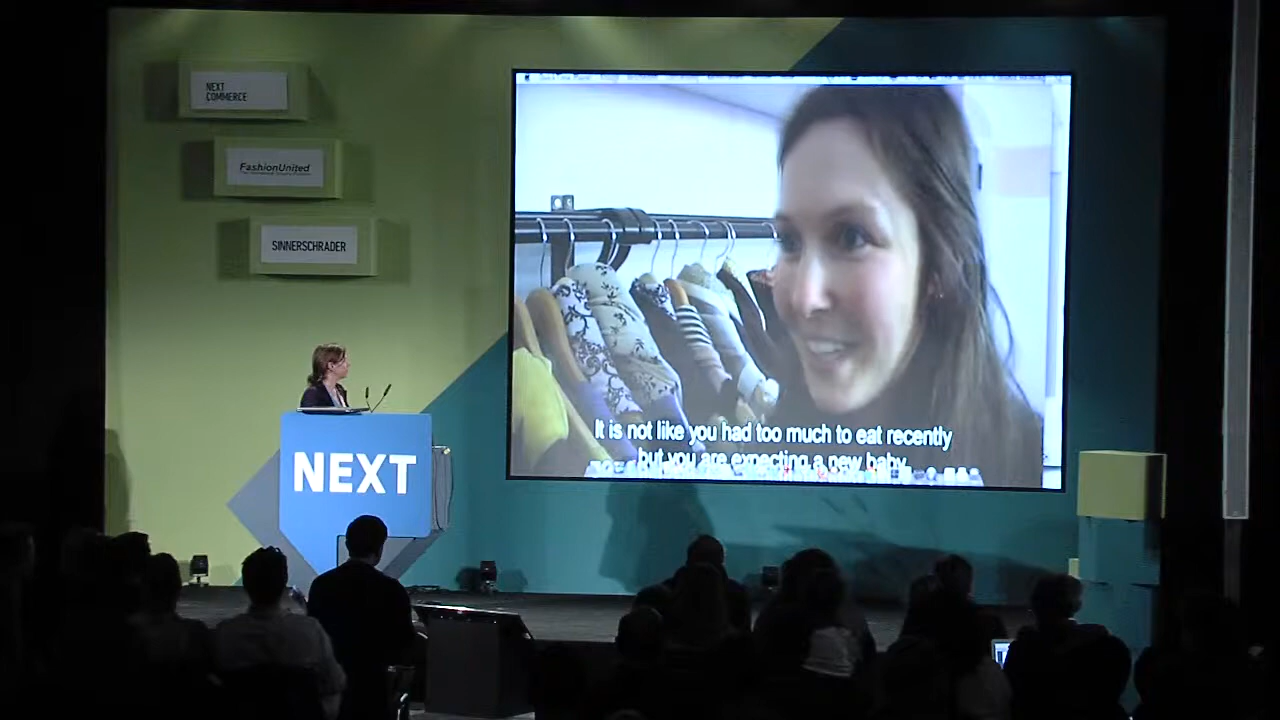 NEXT
COMMERCE
FashionUnited
SINNERSCHRADER
NEXT
It is not like you had too much to eat recently
but you are expecting a new baby